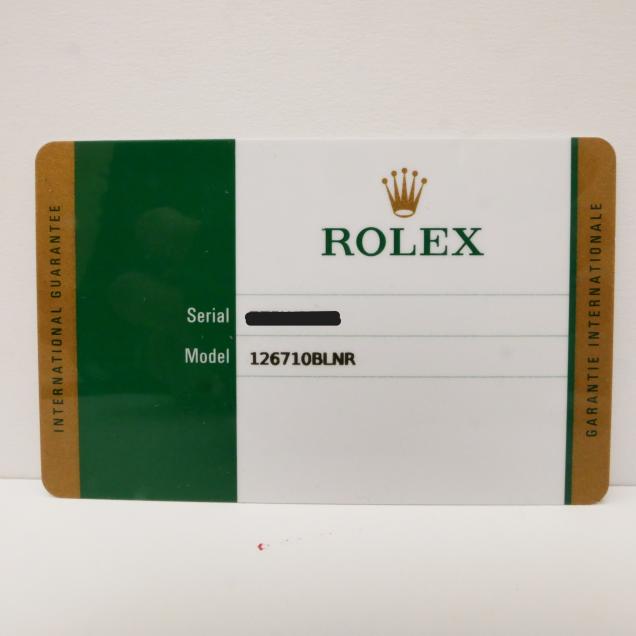 INTERNATIONAL GUARANTEE
ROLEX
Serial
Model 126710BLNR
GARANTIE INTERNATIONALE